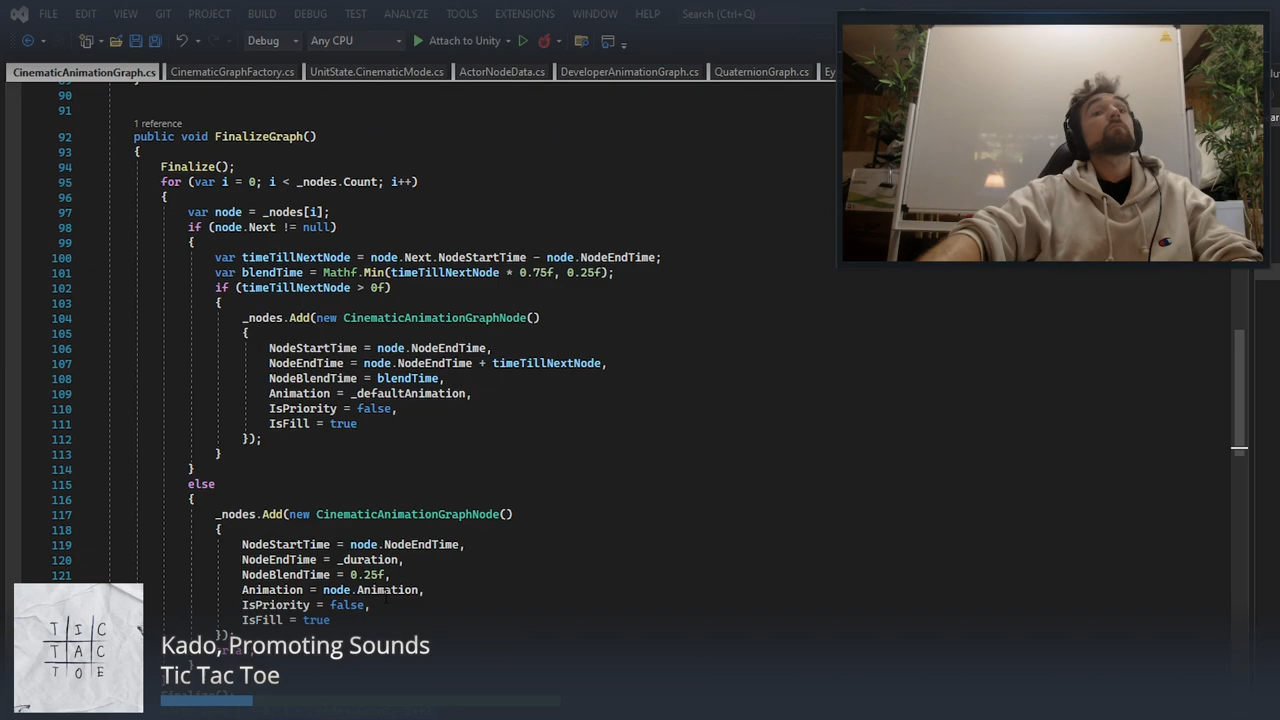 FILE EDIT VIEW GIT PROJECT BUILD DEBUG TEST ANALYZE TOOLS EXTENSIONS WINDOW HELP Search (Ctrl+Q)
Debug Any CPU Attach to Unity
CinematicAnimationGraph.cs CinematicGraphFactory.cs UnitState.CinematicMode.cs ActorNodeData.cs DeveloperAnimationGraph.cs QuaternionGraph.cs Ey
90
91
1 reference
92 public void FinalizeGraph()
93 {
94 Finalize();
95 for (var i = 0; i < _nodes.Count; i++)
96 {
97 var node = _nodes[i];
98 if (node.Next != null)
99 {
100 var timeTillNextNode = node.Next.NodeStartTime - node.NodeEndTime;
101 var blendTime = Mathf.Min(timeTillNextNode * 0.75f, 0.25f);
102 if (timeTillNextNode > 0f)
103 {
104 _nodes.Add(new CinematicAnimationGraphNode()
105 {
106 NodeStartTime = node.NodeEndTime,
107 NodeEndTime = node.NodeEndTime + timeTillNextNode,
108 NodeBlendTime = blendTime,
109 Animation = _defaultAnimation,
110 IsPriority = false,
111 IsFill = true
112 });
113 }
114 }
115 else
116 {
117 _nodes.Add(new CinematicAnimationGraphNode()
118 {
119 NodeStartTime = node.NodeEndTime,
120 NodeEndTime = _duration,
121 NodeBlendTime = 0.25f,
Animation = node.Animation,
IsPriority = false,
IsFill = true
});
T I C
T A C
T O E
Kado, Promoting Sounds
Tic Tac Toe